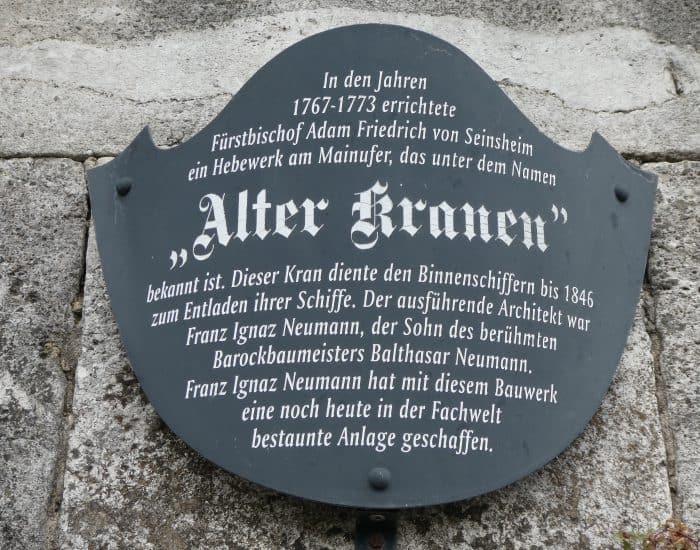 In den Jahren
1767-1773 errichtete
Fürstbischof Adam Friedrich von Seinsheim
ein Hebewerk am Mainufer, das unter dem Namen
„Alter Kranen”
bekannt ist. Dieser Kran diente den Binnenschiffern bis 1846
zum Entladen ihrer Schiffe. Der ausführende Architekt war
Franz Ignaz Neumann, der Sohn des berühmten
Barockbaumeisters Balthasar Neumann.
Franz Ignaz Neumann hat mit diesem Bauwerk
eine noch heute in der Fachwelt
bestaunte Anlage geschaffen.